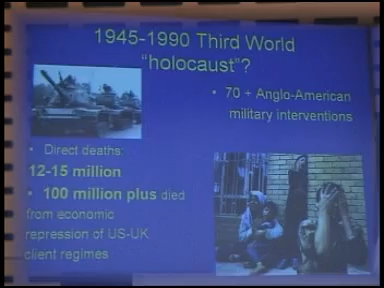 1945-1990 Third World
"holocaust"?
• 70 + Anglo-American
military interventions
• Direct deaths:
12-15 million
• 100 million plus died
from economic
repression of US-UK
client regimes